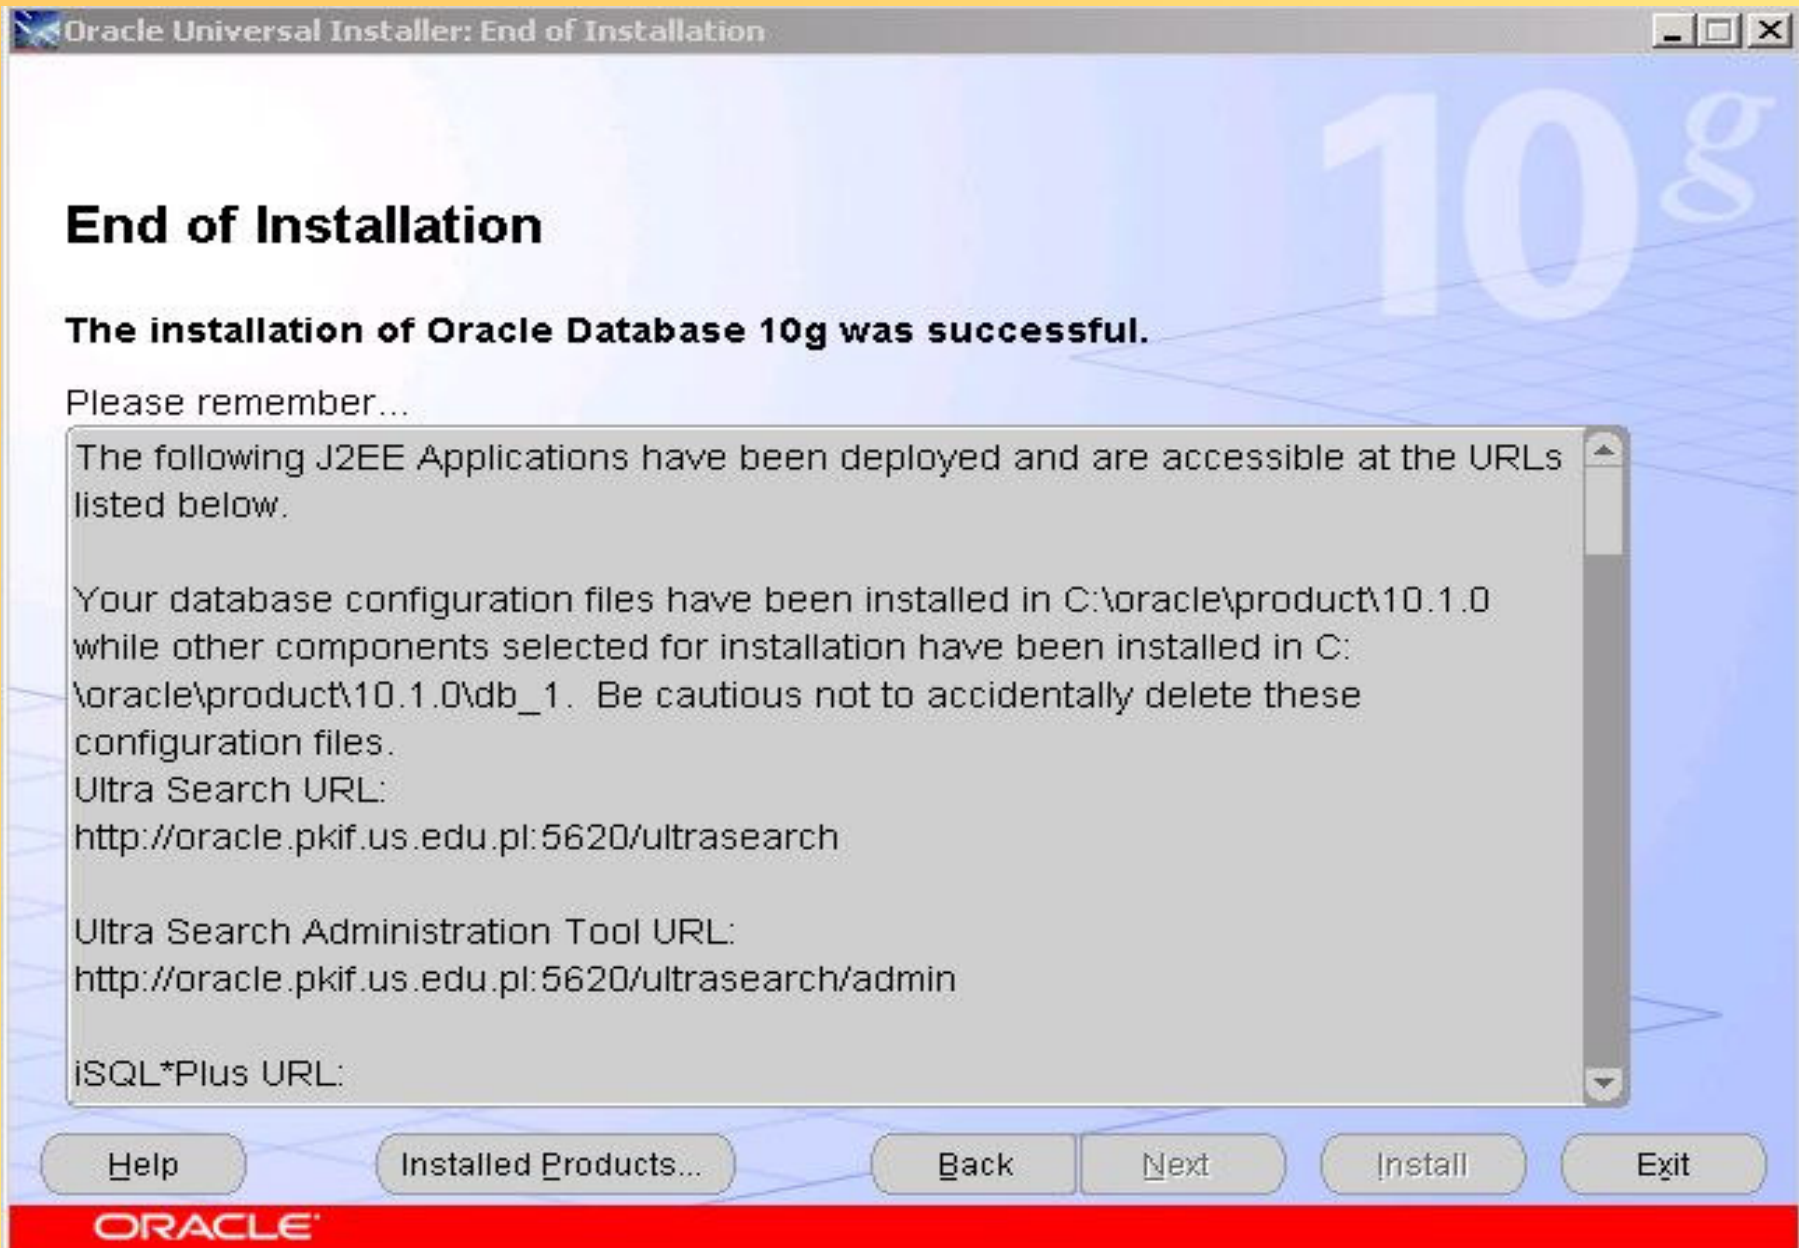 Oracle Universal Installer: End of Installation
10g
End of Installation
The installation of Oracle Database 10g was successful.
Please remember...
The following J2EE Applications have been deployed and are accessible at the URLs
listed below.
Your database configuration files have been installed in C:\oracle\product\10.1.0
while other components selected for installation have been installed in C:
\oracle\product\10.1.0\db_1.  Be cautious not to accidentally delete these
configuration files.
Ultra Search URL:
http://oracle.pkif.us.edu.pl:5620/ultrasearch
Ultra Search Administration Tool URL:
http://oracle.pkif.us.edu.pl:5620/ultrasearch/admin
iSQL*Plus URL:
Help Installed Products... Back Next Install Exit
ORACLE